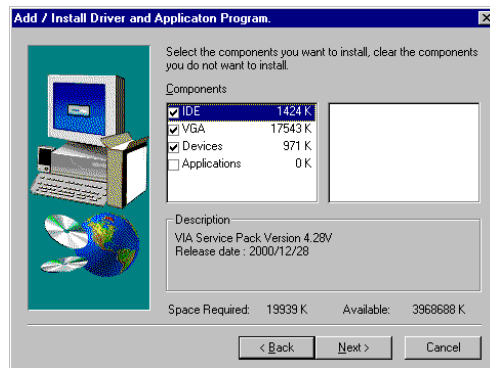 Add / Install Driver and Applicaton Program.
Select the components you want to install, clear the components
you do not want to install.
Components
IDE 1424 K
VGA 17543 K
Devices 971 K
Applications 0 K
Description
VIA Service Pack Version 4.28V
Release date : 2000/12/28
Space Required: 19939 K Available: 3968688 K
< Back Next > Cancel